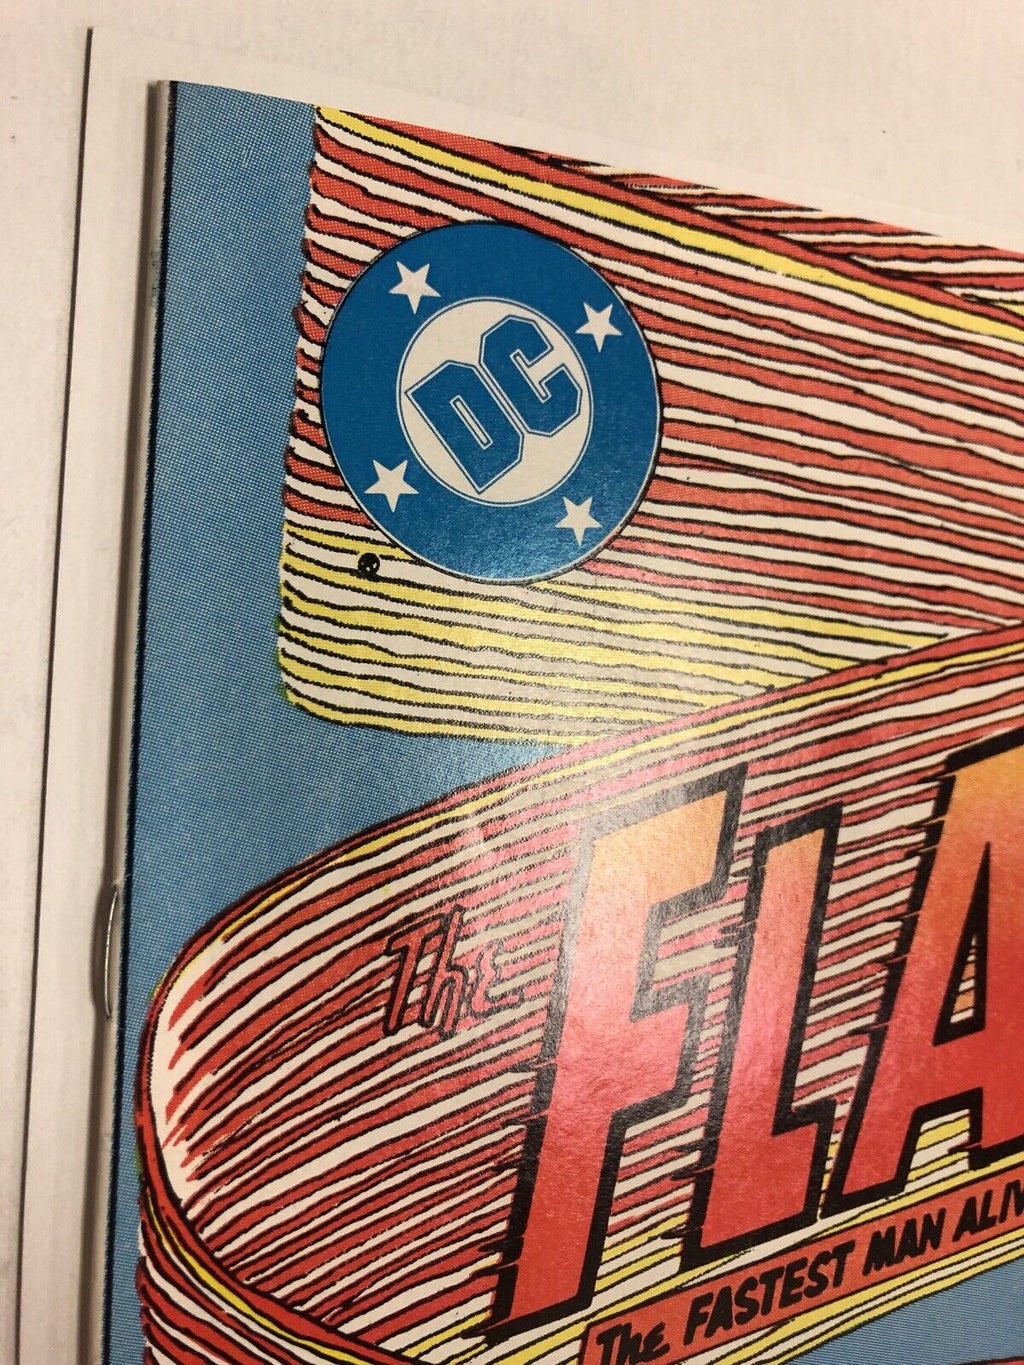 DC
The
FLA
The FASTEST MAN ALIV